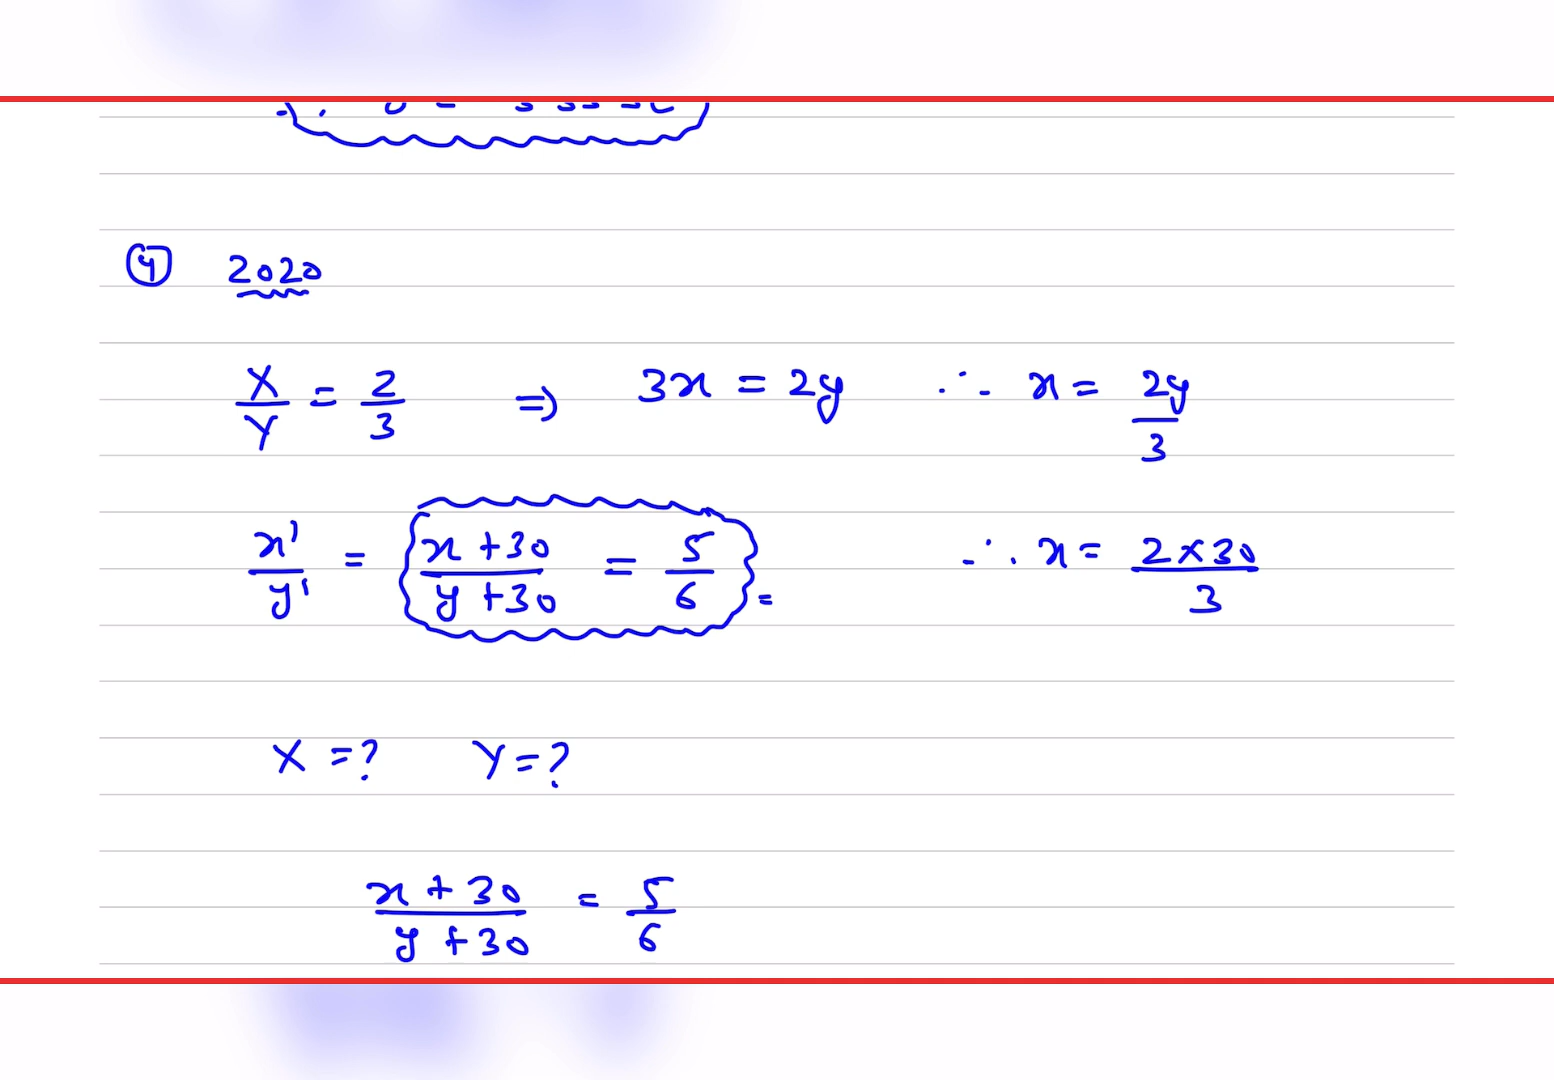 ④ 2020
X/Y = 2/3 ⇒ 3x = 2y ∴ x = 2y/3
x'/y' = x+30/y+30 = 5/6 = ∴ x = 2×30/3
X =? Y=?
x+30/y+30 = 5/6